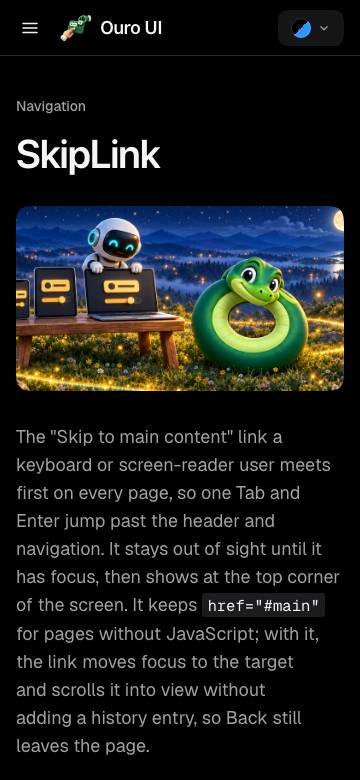 Ouro UI
Navigation
SkipLink
The "Skip to main content" link a
keyboard or screen-reader user meets
first on every page, so one Tab and
Enter jump past the header and
navigation. It stays out of sight until it
has focus, then shows at the top corner
of the screen. It keeps href="#main"
for pages without JavaScript; with it,
the link moves focus to the target
and scrolls it into view without
adding a history entry, so Back still
leaves the page.